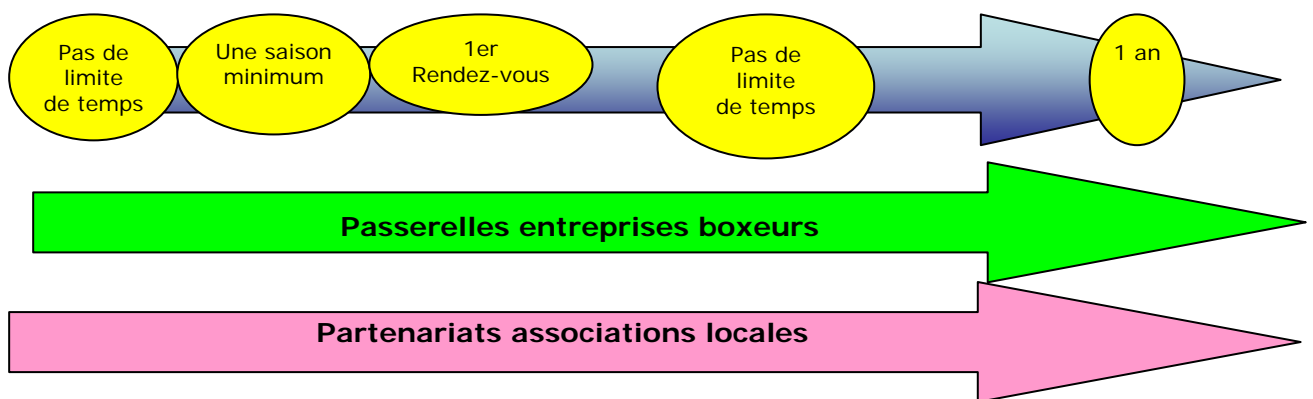 Pas de
limite
de temps
Une saison
minimum
1er
Rendez-vous
Pas de
limite
de temps
1 an
Passerelles entreprises boxeurs
Partenariats associations locales